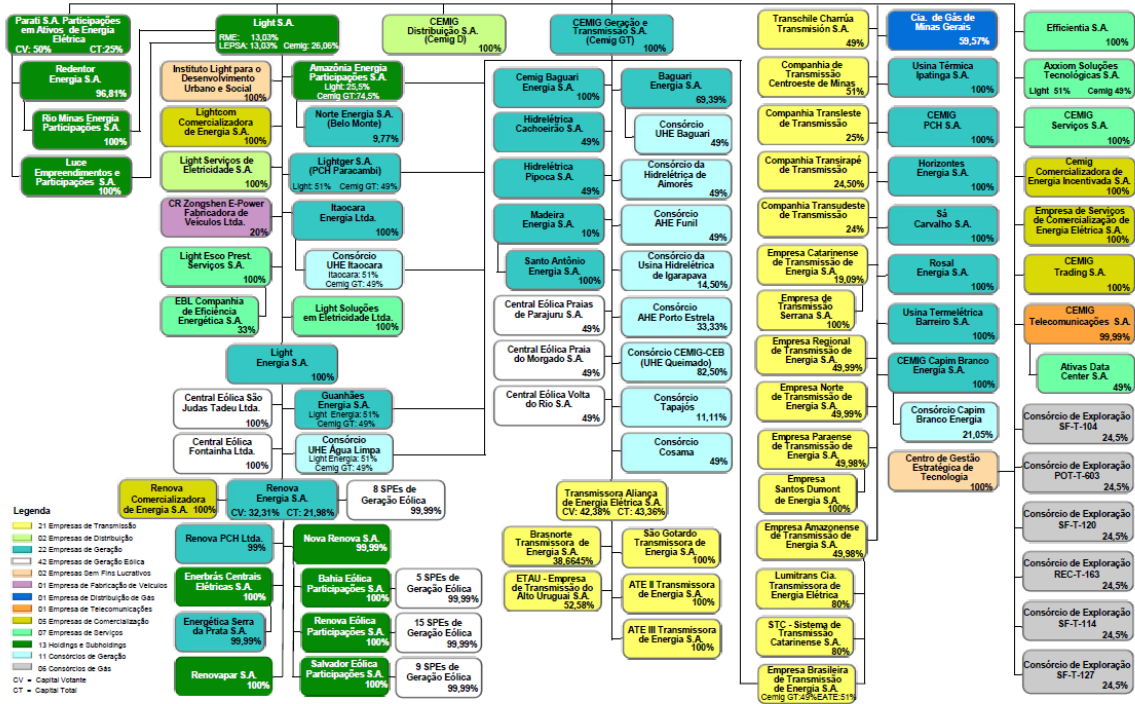 Parati S.A. Participações
em Ativos de Energia
Elétrica
CV: 50% CT:25%
Light S.A.
RME: 13,03%
LEPSA: 13,03% Cemig: 26,06%
CEMIG
Distribuição S.A.
(Cemig D)
100%
CEMIG Geração e
Transmissão S.A.
(Cemig GT)
100%
Transchile Charrúa
Transmisión S.A.
49%
Cia. de Gás de
Minas Gerais
59,57%
Efficientia S.A.
100%
Redentor
Energia S.A.
96,81%
Rio Minas Energia
Participações S.A.
100%
Luce
Empreendimentos e
Participações S.A.
100%
Instituto Light para o
Desenvolvimento
Urbano e Social
100%
Lightcom
Comercializadora
de Energia S.A.
100%
Light Serviços de
Eletricidade S.A.
100%
CR Zongshen E-Power
Fabricadora de
Veículos Ltda.
20%
Light Esco Prest.
Serviços S.A.
100%
EBL Companhia
de Eficiência
Energética S.A.
33%
Amazônia Energia
Participações S.A.
Light: 25,5%
Cemig GT:74,5%
Norte Energia S.A.
(Belo Monte)
9,77%
Lightger S.A.
(PCH Paracambi)
Light: 51% Cemig GT: 49%
Itaocara
Energia Ltda.
100%
Consórcio
UHE Itaocara
Itaocara: 51%
Cemig GT: 49%
Light Soluções
em Eletricidade Ltda.
100%
Light
Energia S.A.
100%
Central Eólica São
Judas Tadeu Ltda.
100%
Guanhães
Energia S.A.
Light Energia: 51%
Cemig GT: 49%
Central Eólica
Fontainha Ltda.
100%
Consórcio
UHE Água Limpa
Light Energia: 51%
Cemig GT: 49%
Renova
Comercializadora
de Energia S.A. 100%
Renova
Energia S.A.
CV: 32,31% CT: 21,98%
8 SPEs de
Geração Eólica
99,99%
Renova PCH Ltda.
99%
Nova Renova S.A.
99,99%
Enerbrás Centrais
Elétricas S.A.
100%
Bahia Eólica
Participações S.A.
100%
5 SPEs de
Geração Eólica
99,99%
Energética Serra
da Prata S.A.
99,99%
Renova Eólica
Participações S.A.
100%
15 SPEs de
Geração Eólica
99,99%
Renovapar S.A.
100%
Salvador Eólica
Participações S.A.
100%
9 SPEs de
Geração Eólica
99,99%
Cemig Baguari
Energia S.A.
100%
Hidrelétrica
Cachoeirão S.A.
49%
Hidrelétrica
Pipoca S.A.
49%
Madeira
Energia S.A.
10%
Santo Antônio
Energia S.A.
100%
Central Eólica Praias
de Parajuru S.A.
49%
Central Eólica Praia
do Morgado S.A.
49%
Central Eólica Volta
do Rio S.A.
49%
Baguari
Energia S.A.
69,39%
Consórcio
UHE Baguari
49%
Consórcio da
Hidrelétrica de
Aimorés
49%
Consórcio
AHE Funil
49%
Consórcio da
Usina Hidrelétrica
de Igarapava
14,50%
Consórcio
AHE Porto Estrela
33,33%
Consórcio CEMIG-CEB
(UHE Queimado)
82,50%
Consórcio
Tapajós
11,11%
Consórcio
Cosama
49%
Transmissora Aliança
de Energia Elétrica S.A.
CV: 42,38% CT: 43,36%
Brasnorte
Transmissora de
Energia S.A.
38,6645%
São Gotardo
Transmissora de
Energia S.A.
100%
ETAU - Empresa
de Transmissão do
Alto Uruguai S.A.
52,58%
ATE II Transmissora
de Energia S.A.
100%
ATE III Transmissora
de Energia S.A.
100%
Companhia de
Transmissão
Centroeste de Minas
51%
Companhia Transleste
de Transmissão
25%
Companhia Transirapé
de Transmissão
24,50%
Companhia Transudeste
de Transmissão
24%
Empresa Catarinense
de Transmissão de
Energia S.A.
19,09%
Empresa de
Transmissão
Serrana S.A.
100%
Empresa Regional
de Transmissão de
Energia S.A.
49,99%
Empresa Norte
de Transmissão de
Energia S.A.
49,99%
Empresa Paraense
de Transmissão de
Energia S.A.
49,98%
Empresa
Santos Dumont
de Energia S.A.
100%
Empresa Amazonense
de Transmissão de
Energia S.A.
49,98%
Lumitrans Cia.
Transmissora de
Energia Elétrica
80%
STC - Sistema de
Transmissão
Catarinense S.A.
80%
Empresa Brasileira
de Transmissão
de Energia S.A.
Cemig GT:49%EATE:51%
Usina Térmica
Ipatinga S.A.
100%
CEMIG
PCH S.A.
100%
Horizontes
Energia S.A.
100%
Sá
Carvalho S.A.
100%
Rosal
Energia S.A.
100%
Usina Termelétrica
Barreiro S.A.
100%
CEMIG Capim Branco
Energia S.A.
100%
Consórcio Capim
Branco Energia
21,05%
Centro de Gestão
Estratégica de
Tecnologia
100%
Axxiom Soluções
Tecnológicas S.A.
Light 51% Cemig 49%
CEMIG
Serviços S.A.
100%
Cemig
Comercializadora de
Energia Incentivada S.A.
100%
Empresa de Serviços
de Comercialização de
Energia Elétrica S.A.
100%
CEMIG
Trading S.A.
100%
CEMIG
Telecomunicações S.A.
99,99%
Ativas Data
Center S.A.
49%
Consórcio de Exploração
SF-T-104
24,5%
Consórcio de Exploração
POT-T-603
24,5%
Consórcio de Exploração
SF-T-120
24,5%
Consórcio de Exploração
REC-T-163
24,5%
Consórcio de Exploração
SF-T-114
24,5%
Consórcio de Exploração
SF-T-127
24,5%
Legenda
21 Empresas de Transmissão
02 Empresas de Distribuição
22 Empresas de Geração
42 Empresas de Geração Eólica
02 Empresas Sem Fins Lucrativos
01 Empresa de Fabricação de Veículos
01 Empresa de Distribuição de Gás
01 Empresa de Telecomunicações
05 Empresas de Comercialização
07 Empresas de Serviços
13 Holdings e Subholdings
11 Consórcios de Geração
06 Consórcios de Gás
CV = Capital Votante
CT = Capital Total